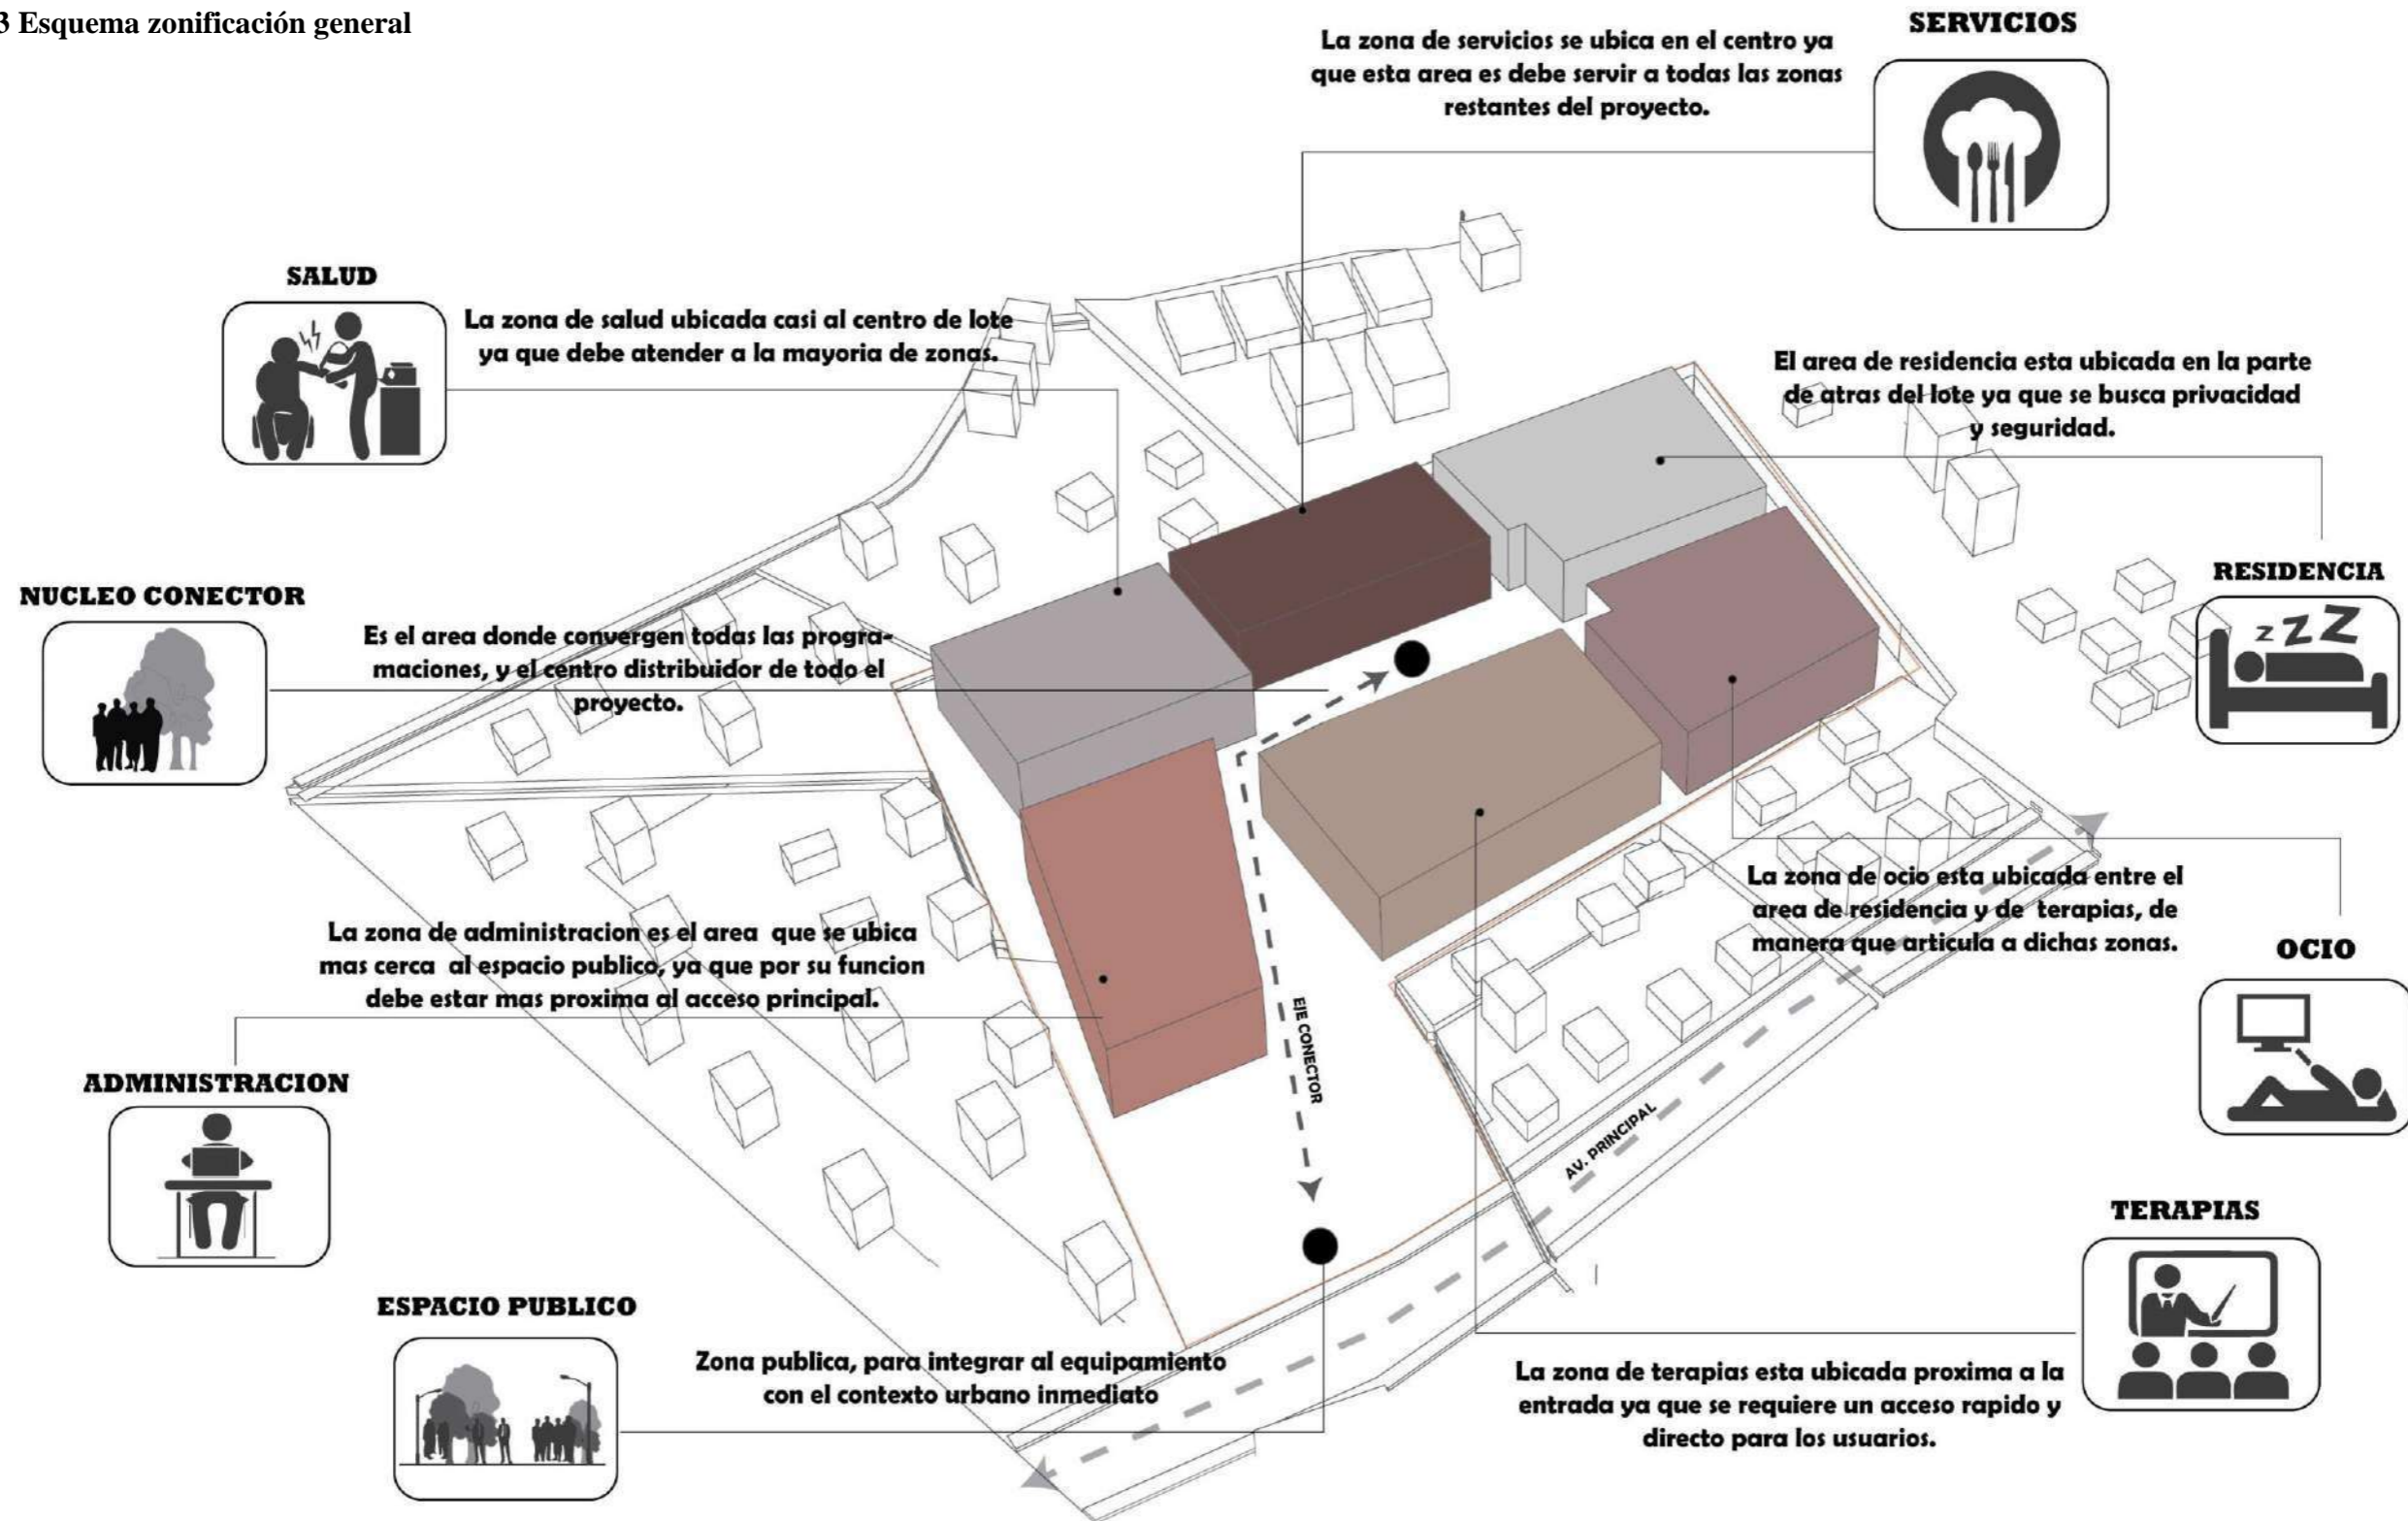 3 Esquema zonificación general
SERVICIOS
La zona de servicios se ubica en el centro ya
que esta area es debe servir a todas las zonas
restantes del proyecto.
SALUD
La zona de salud ubicada casi al centro de lote
ya que debe atender a la mayoria de zonas.
El area de residencia esta ubicada en la parte
de atras del lote ya que se busca privacidad
y seguridad.
RESIDENCIA
zZZ
NUCLEO CONECTOR
Es el area donde convergen todas las progra-
maciones, y el centro distribuidor de todo el
proyecto.
La zona de administracion es el area que se ubica
mas cerca al espacio publico, ya que por su funcion
debe estar mas proxima al acceso principal.
ADMINISTRACION
La zona de ocio esta ubicada entre el
area de residencia y de terapias, de
manera que articula a dichas zonas.
OCIO
EJE CONECTOR
AV. PRINCIPAL
TERAPIAS
La zona de terapias esta ubicada proxima a la
entrada ya que se requiere un acceso rapido y
directo para los usuarios.
ESPACIO PUBLICO
Zona publica, para integrar al equipamiento
con el contexto urbano inmediato